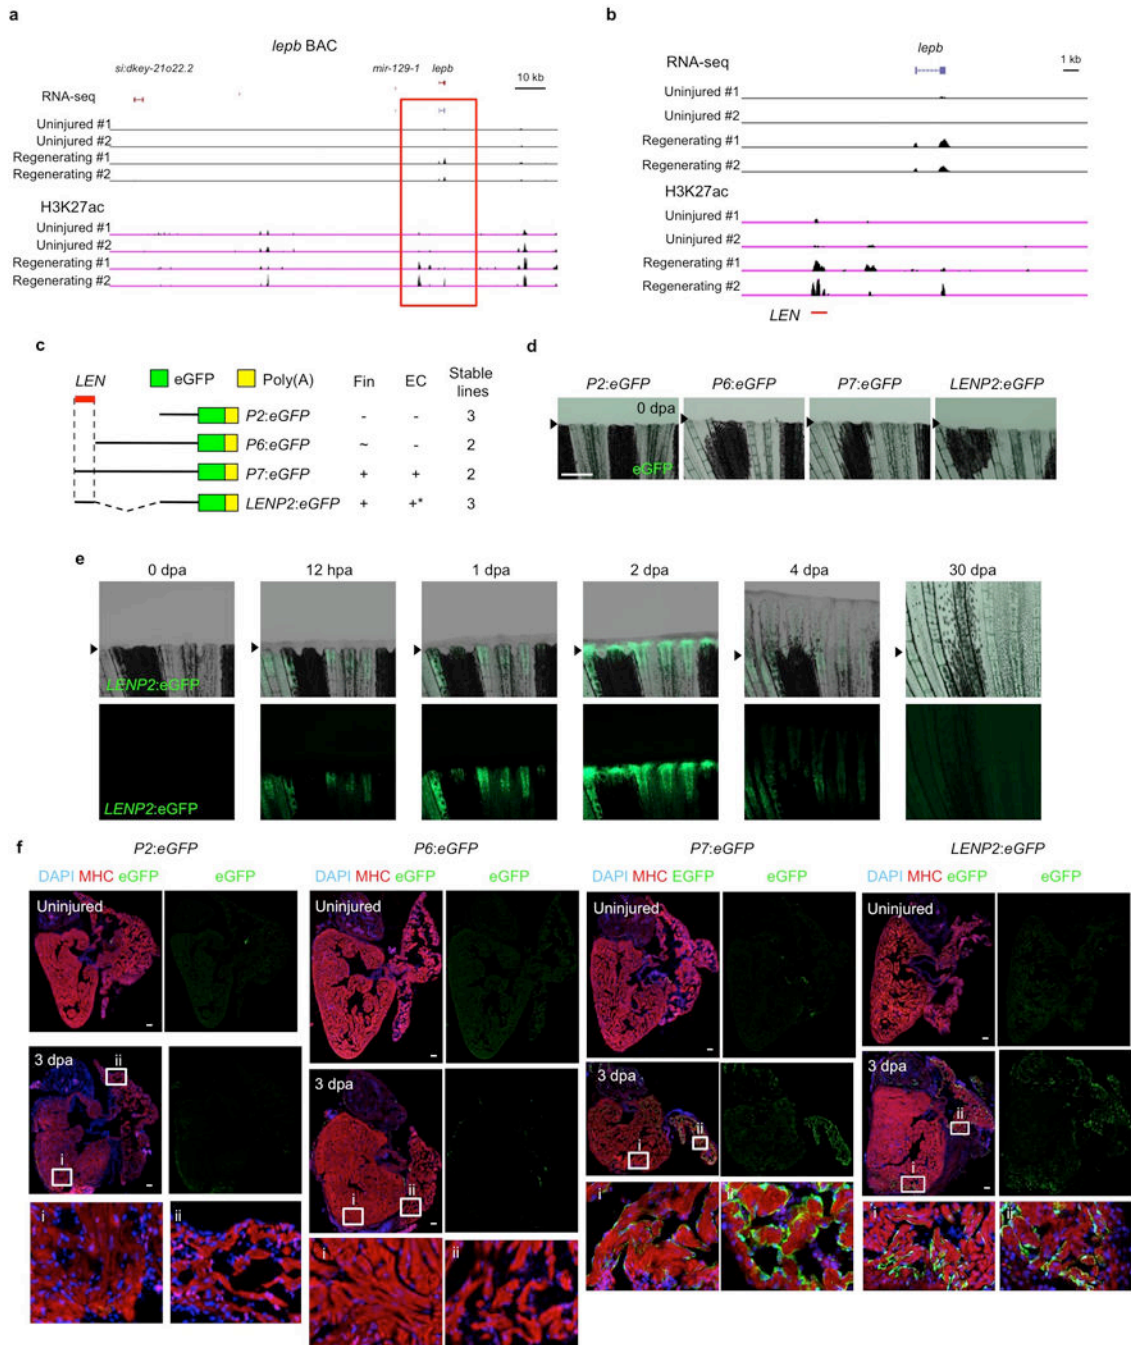 a
lepb BAC
si:dkey-21o22.2
mir-129-1 lepb
10 kb
RNA-seq
Uninjured #1
Uninjured #2
Regenerating #1
Regenerating #2
H3K27ac
Uninjured #1
Uninjured #2
Regenerating #1
Regenerating #2
b
lepb
1 kb
RNA-seq
Uninjured #1
Uninjured #2
Regenerating #1
Regenerating #2
H3K27ac
Uninjured #1
Uninjured #2
Regenerating #1
Regenerating #2
LEN
c
LEN eGFP Poly(A) Fin EC Stable lines
P2:eGFP - - 3
P6:eGFP ~ - 2
P7:eGFP + + 2
LENP2:eGFP + +* 3
d
P2:eGFP P6:eGFP P7:eGFP LENP2:eGFP
0 dpa
eGFP
e
0 dpa 12 hpa 1 dpa 2 dpa 4 dpa 30 dpa
LENP2:eGFP
LENP2:eGFP
f
P2:eGFP P6:eGFP P7:eGFP LENP2:eGFP
DAPI MHC eGFP eGFP DAPI MHC eGFP eGFP DAPI MHC EGFP eGFP DAPI MHC eGFP eGFP
Uninjured Uninjured Uninjured Uninjured
3 dpa 3 dpa 3 dpa 3 dpa
i ii i ii i ii i ii
i ii i ii i ii i ii